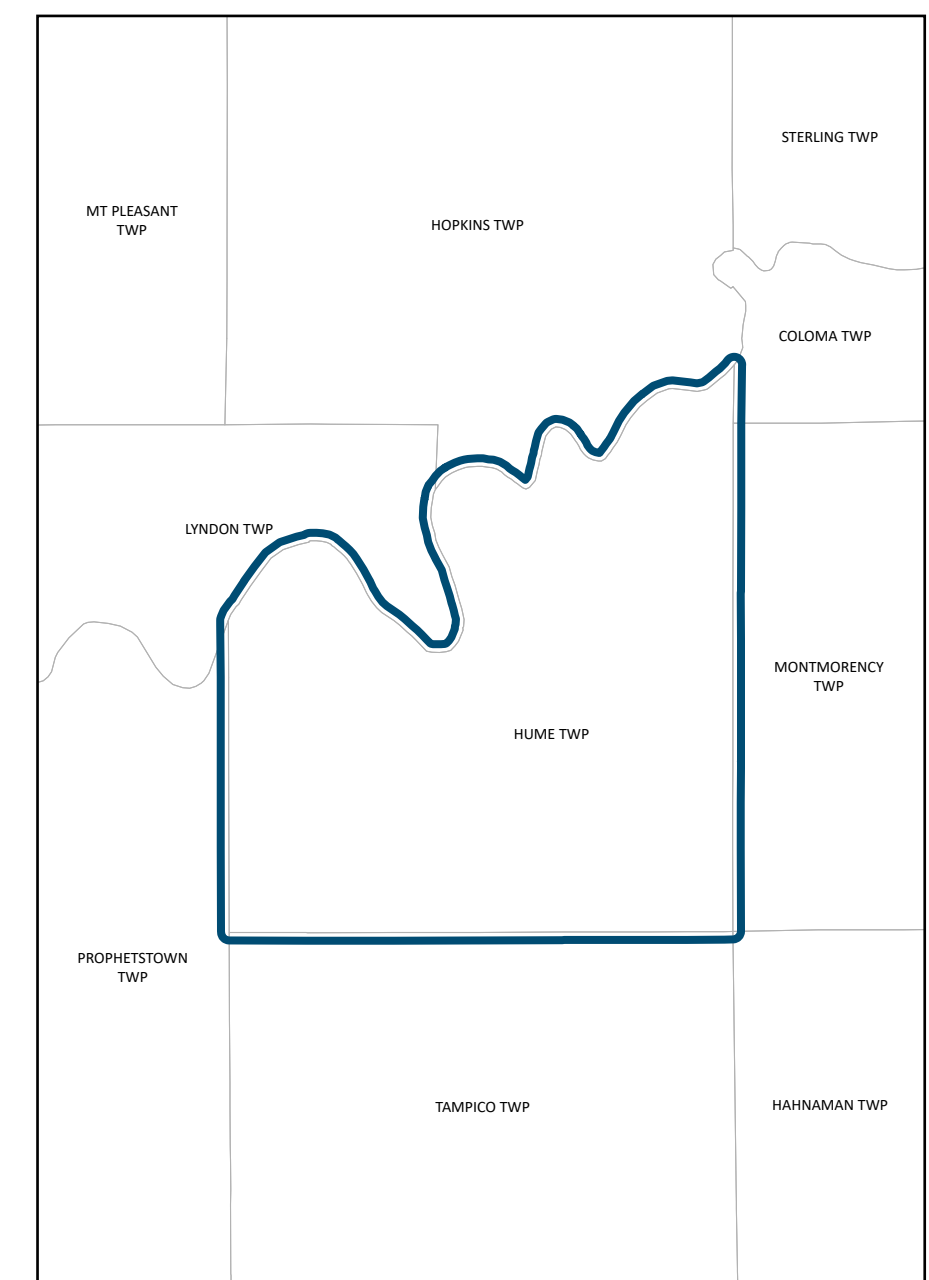 STERLING TWP
MT PLEASANT
TWP
HOPKINS TWP
COLOMA TWP
LYNDON TWP
MONTMORENCY
TWP
HUME TWP
PROPHETSTOWN
TWP
TAMPICO TWP
HAHNAMAN TWP